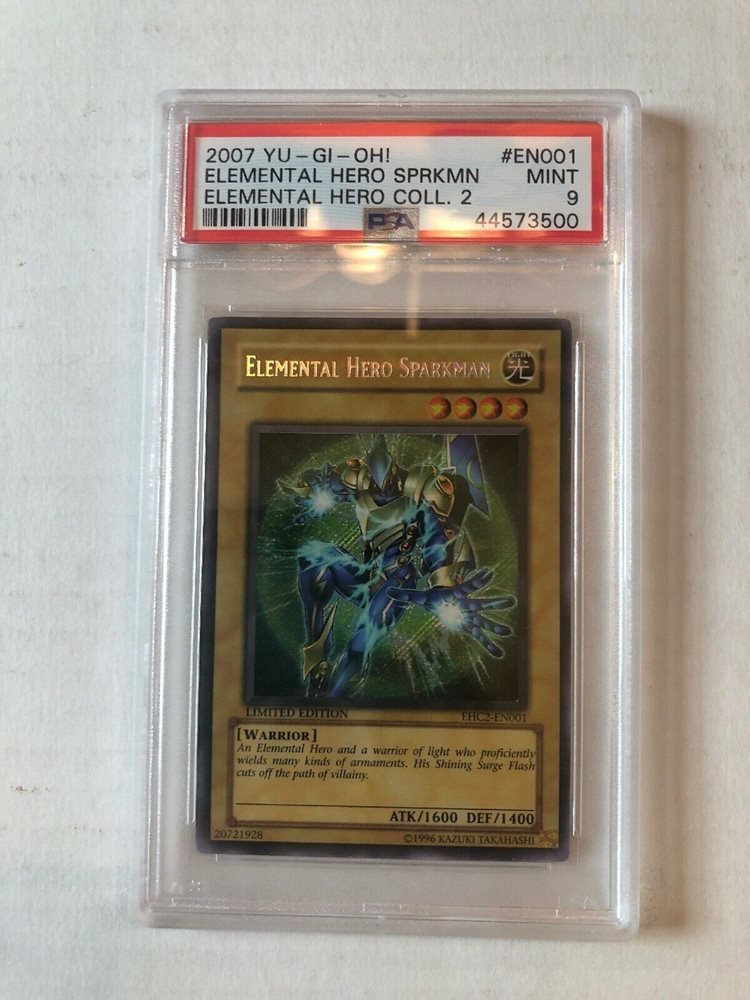 2007 YU-GI-OH! #EN001
ELEMENTAL HERO SPRKMN MINT
ELEMENTAL HERO COLL. 2 9
PSA 44573500
ELEMENTAL HERO SPARKMAN
LIGHT
光
LIMITED EDITION EHC2-EN001
[WARRIOR]
An Elemental Hero and a warrior of light who proficiently
wields many kinds of armaments. His Shining Surge Flash
cuts off the path of villainy.
ATK/1600 DEF/1400
20721928 ©1996 KAZUKI TAKAHASHI